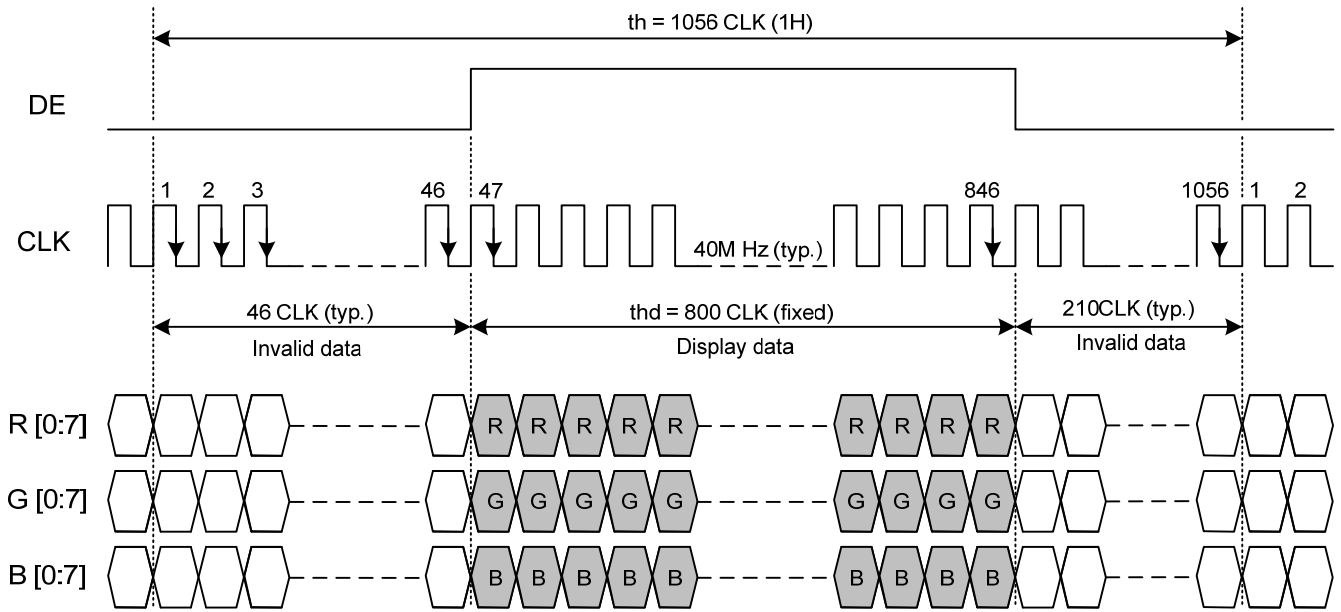 th = 1056 CLK (1H)
DE
1 2 3 46 47 846 1056 1 2
CLK
40M Hz (typ.)
46 CLK (typ.) thd = 800 CLK (fixed) 210CLK (typ.)
Invalid data Display data Invalid data
R [0:7] R R R R R R R R R
G [0:7] G G G G G G G G G
B [0:7] B B B B B B B B B